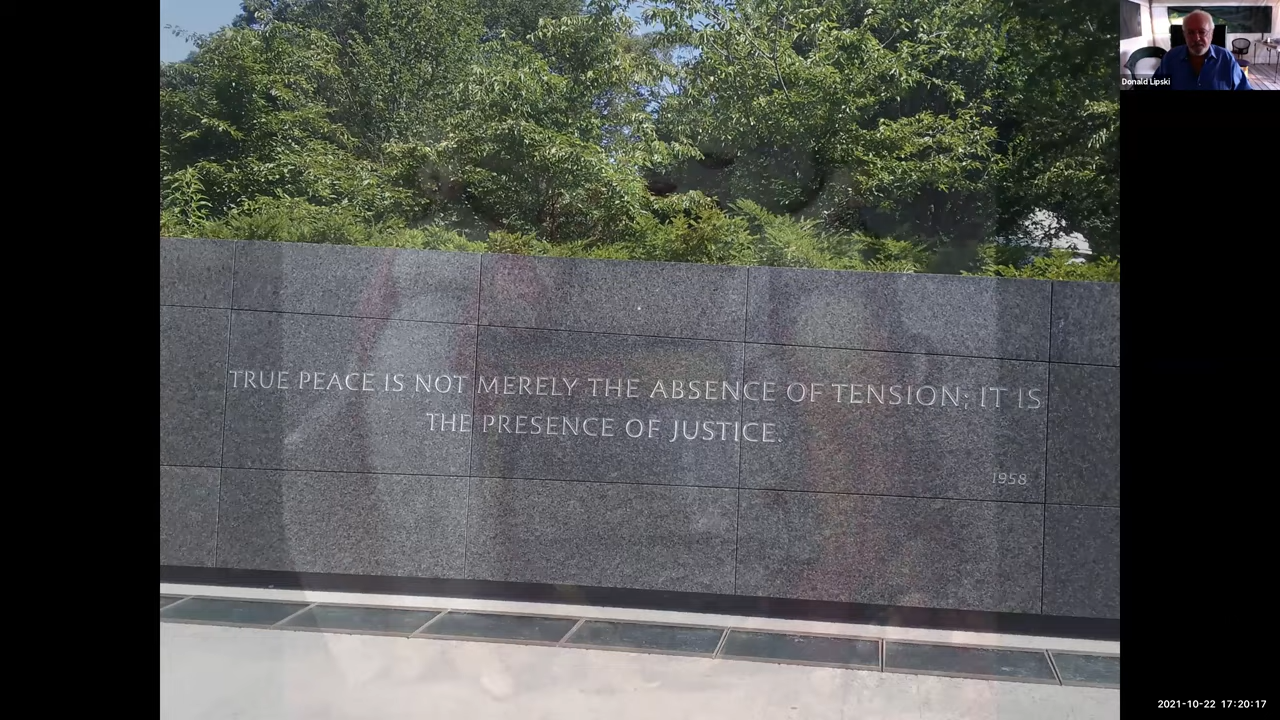 Donald Lipski
TRUE PEACE IS NOT MERELY THE ABSENCE OF TENSION; IT IS
THE PRESENCE OF JUSTICE.
1958
2021-10-22 17:20:17